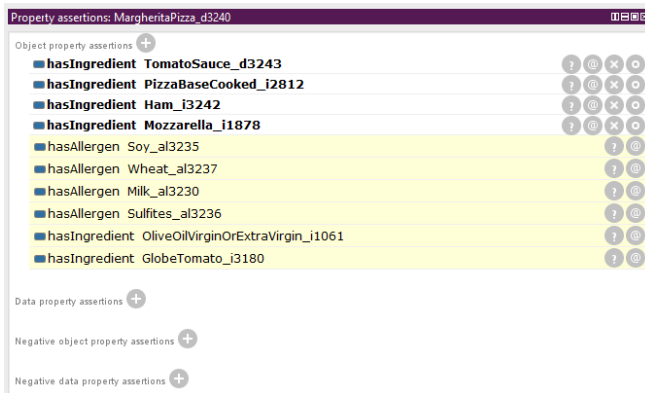 Property assertions: MargheritaPizza_d3240
Object property assertions
hasIngredient TomatoSauce_d3243
hasIngredient PizzaBaseCooked_i2812
hasIngredient Ham_i3242
hasIngredient Mozzarella_i1878
hasAllergen Soy_al3235
hasAllergen Wheat_al3237
hasAllergen Milk_al3230
hasAllergen Sulfites_al3236
hasIngredient OliveOilVirginOrExtraVirgin_i1061
hasIngredient GlobeTomato_i3180
Data property assertions
Negative object property assertions
Negative data property assertions